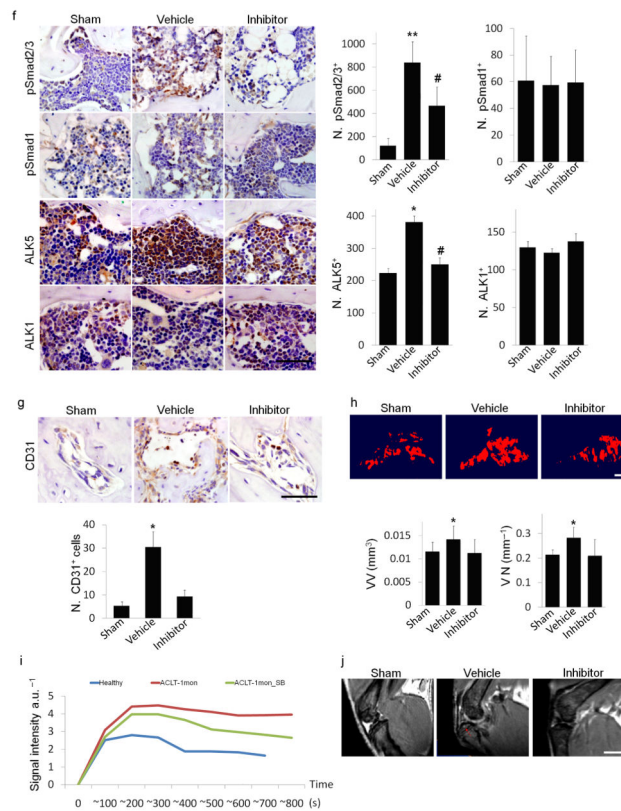 f
Sham Vehicle Inhibitor
pSmad2/3
pSmad1
ALK5
ALK1
N. pSmad2/3⁺
1000
800
600
400
200
0
**
#
Sham
Vehicle
Inhibitor
N. pSmad1⁺
100
80
60
40
20
0
Sham
Vehicle
Inhibitor
N. ALK5⁺
400
200
0
*
#
Sham
Vehicle
Inhibitor
N. ALK1⁺
150
100
50
0
Sham
Vehicle
Inhibitor
g
Sham Vehicle Inhibitor
CD31
N. CD31⁺ cells
40
30
20
10
0
*
Sham
Vehicle
Inhibitor
h
Sham Vehicle Inhibitor
VV (mm³)
0.015
0.01
0.005
0
*
Sham
Vehicle
Inhibitor
V N (mm⁻¹)
0.4
0.3
0.2
0.1
0
*
Sham
Vehicle
Inhibitor
i
Healthy ACLT-1mon ACLT-1mon_SB
Signal intensity a.u.⁻¹
5
4
3
2
1
0
Time
0 ~100 ~200 ~300 ~400 ~500 ~600 ~700 ~800 (s)
j
Sham Vehicle Inhibitor